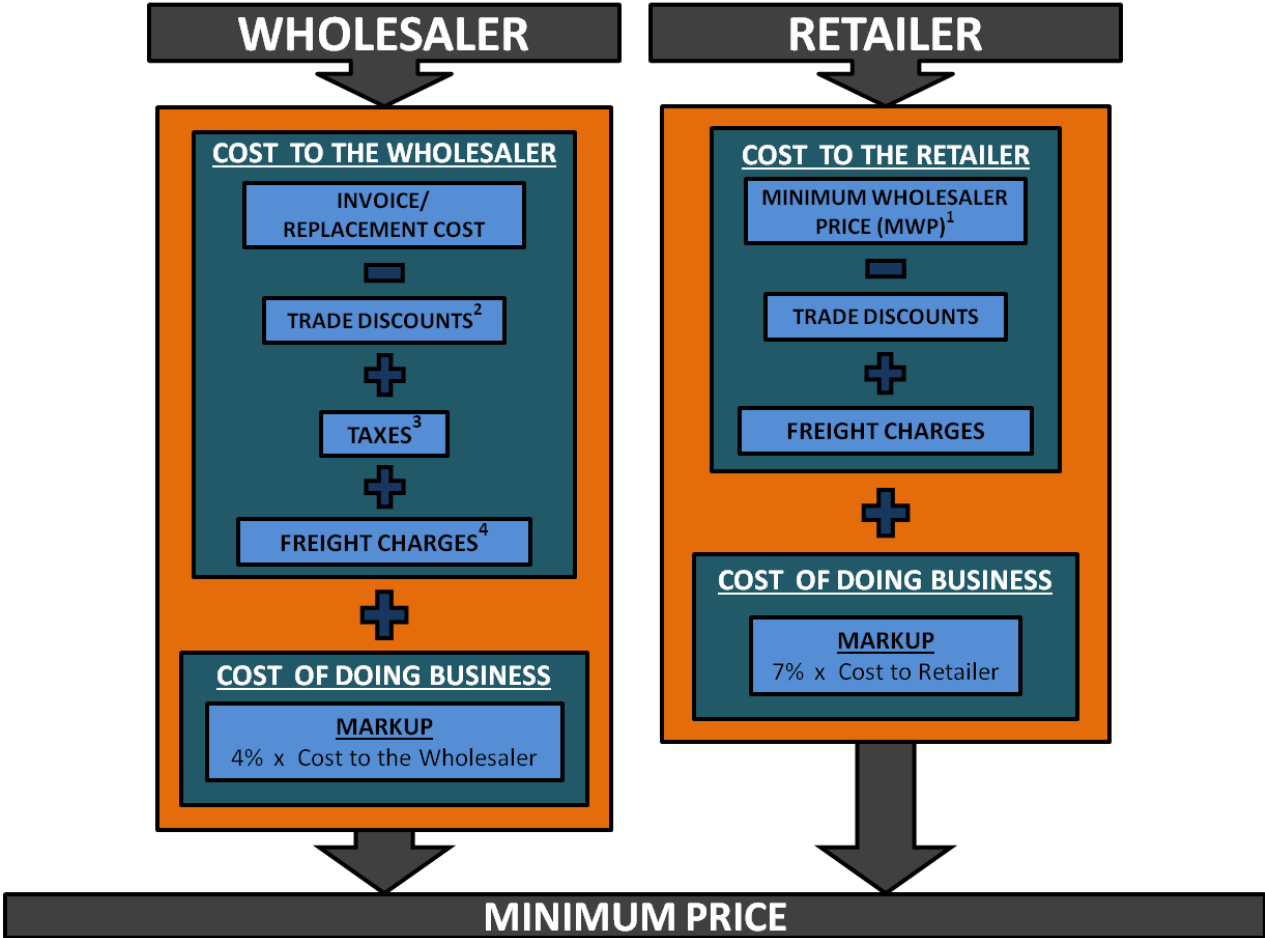 WHOLESALER
COST  TO THE WHOLESALER
INVOICE/
REPLACEMENT COST
TRADE DISCOUNTS²
TAXES³
FREIGHT CHARGES⁴
COST  OF DOING BUSINESS
MARKUP
4% x Cost to the Wholesaler
RETAILER
COST TO THE RETAILER
MINIMUM WHOLESALER
PRICE (MWP)¹
TRADE DISCOUNTS
FREIGHT CHARGES
COST  OF DOING BUSINESS
MARKUP
7% x Cost to Retailer
MINIMUM PRICE